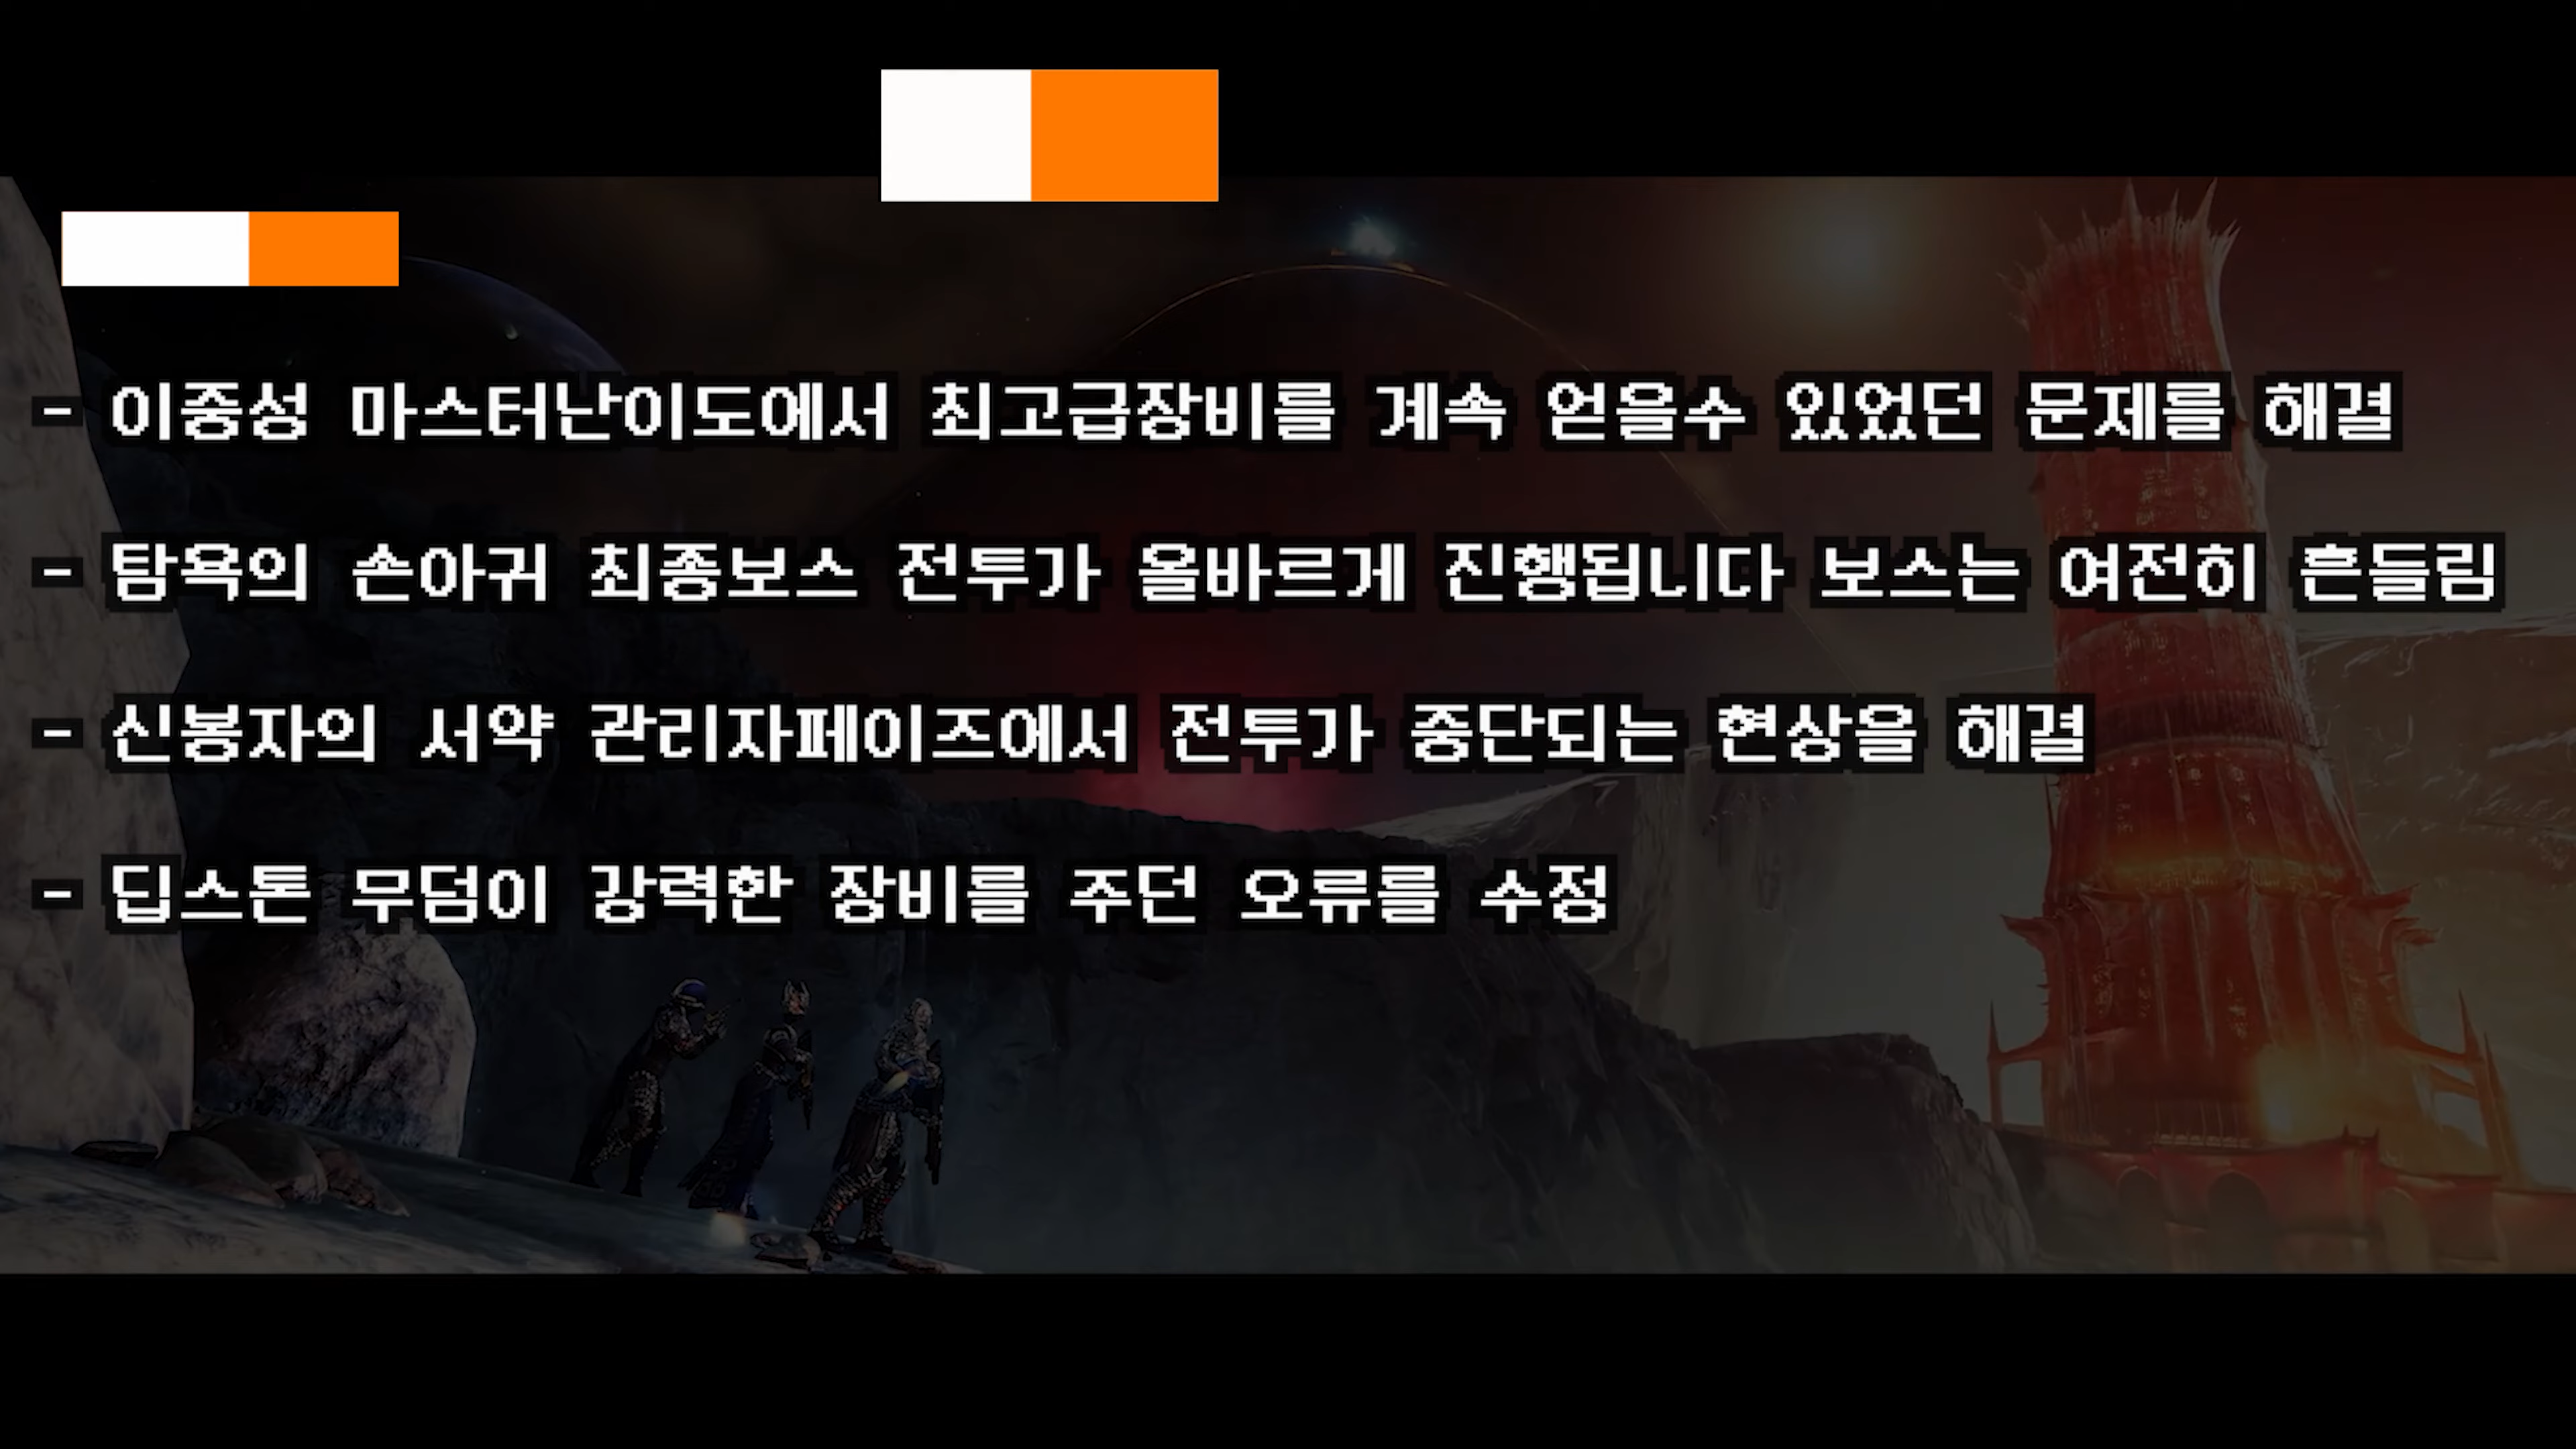 - 이중성 마스터난이도에서 최고급장비를 계속 얻을수 있었던 문제를 해결
- 탐욕의 손아귀 최종보스 전투가 올바르게 진행됩니다 보스는 여전히 흔들림
- 신봉자의 서약 관리자페이즈에서 전투가 중단되는 현상을 해결
- 딥스톤 무덤이 강력한 장비를 주던 오류를 수정